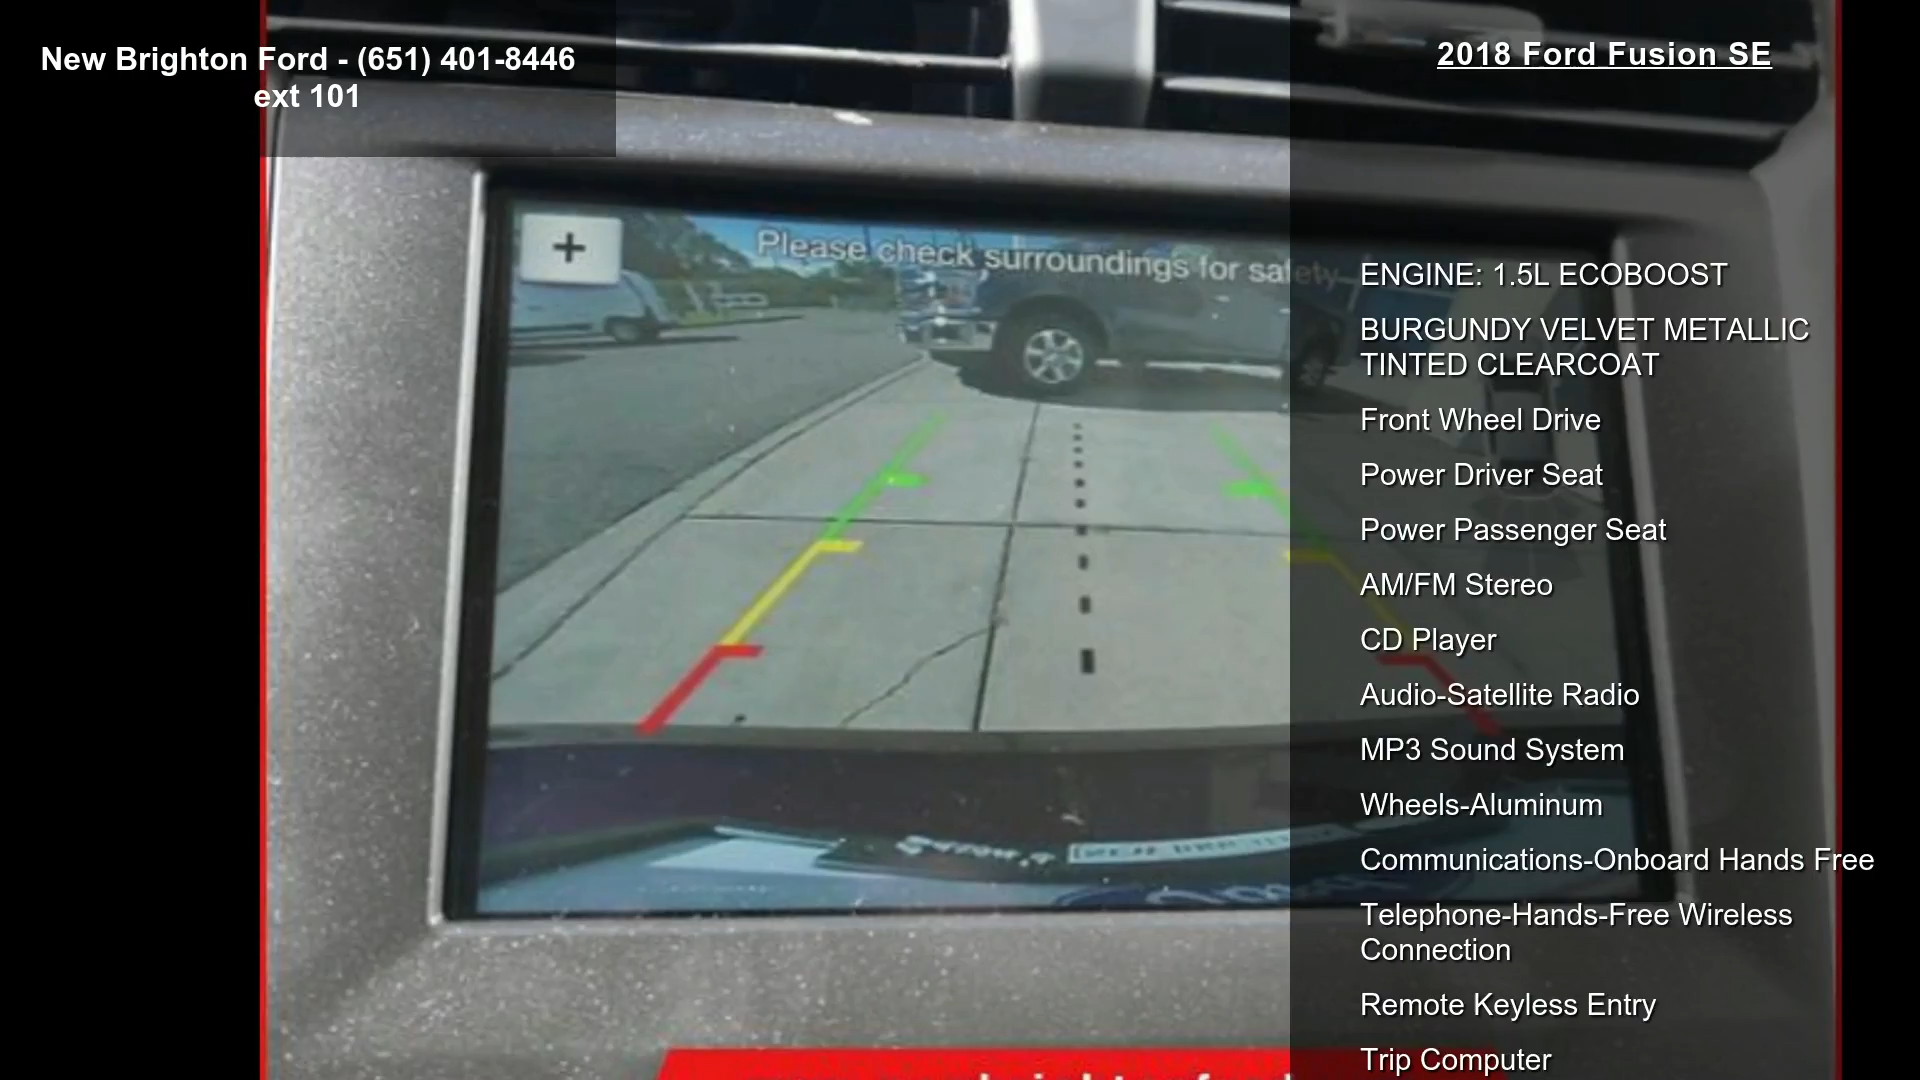 New Brighton Ford - (651) 401-8446
ext 101
2018 Ford Fusion SE
+
Please check surroundings for safety
ENGINE: 1.5L ECOBOOST
BURGUNDY VELVET METALLIC
TINTED CLEARCOAT
Front Wheel Drive
Power Driver Seat
Power Passenger Seat
AM/FM Stereo
CD Player
Audio-Satellite Radio
MP3 Sound System
Wheels-Aluminum
Communications-Onboard Hands Free
Telephone-Hands-Free Wireless
Connection
Remote Keyless Entry
Trip Computer